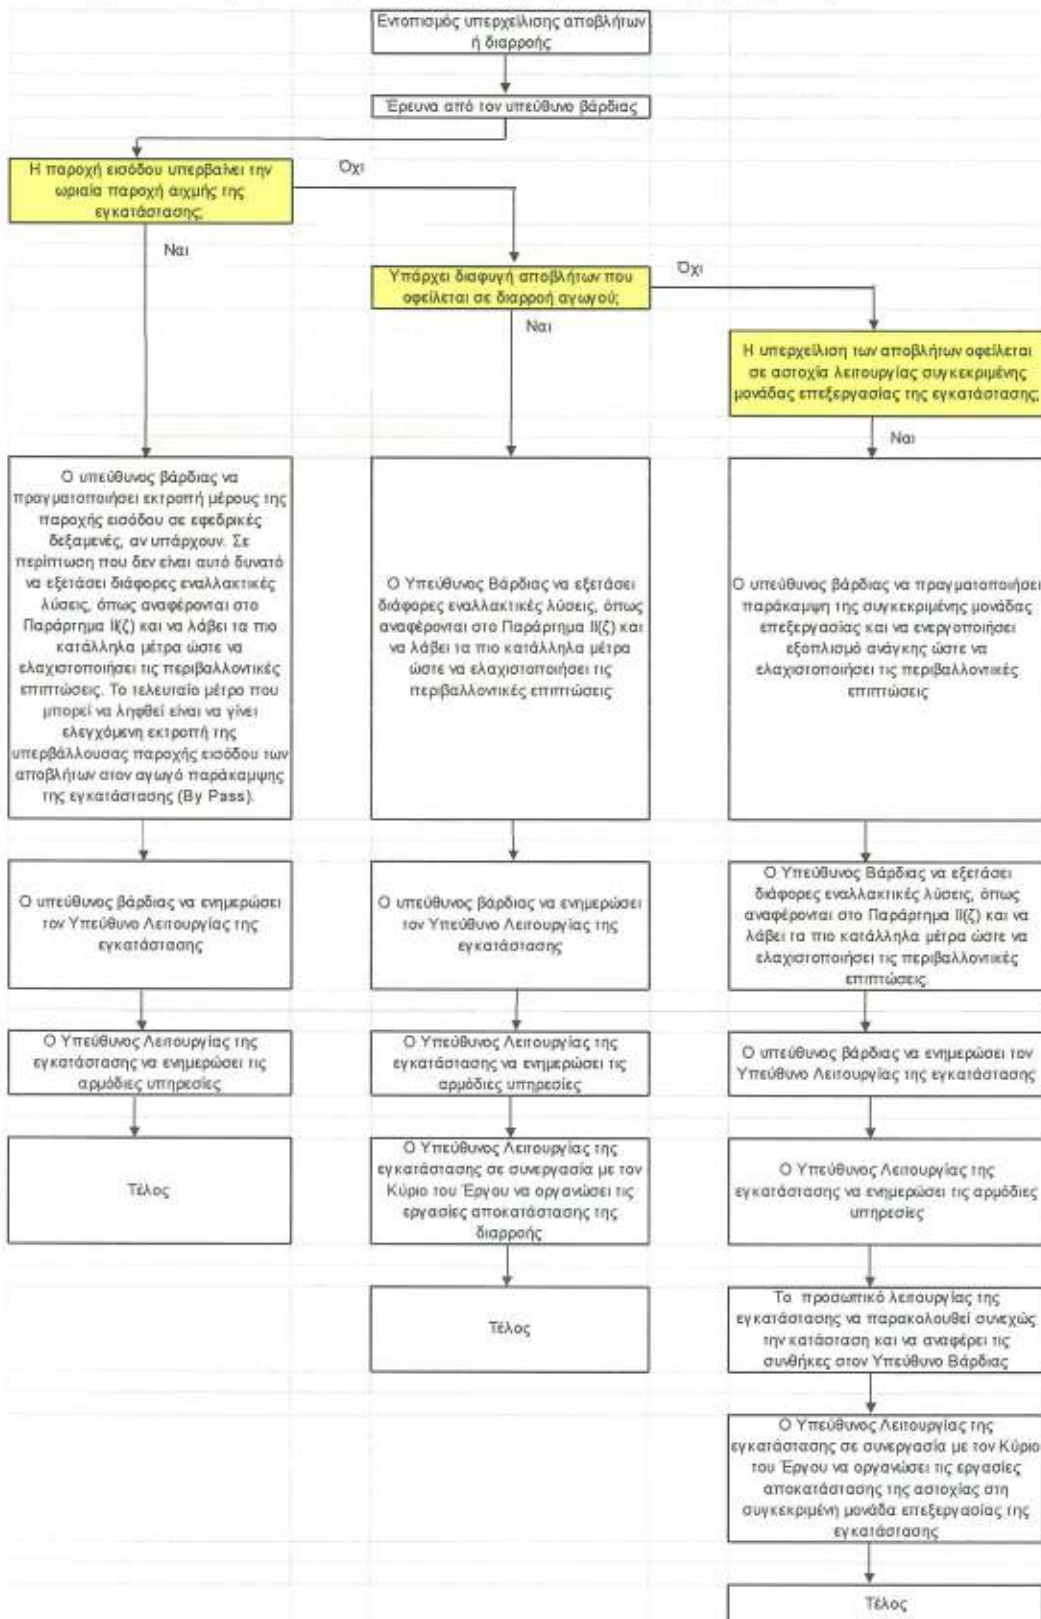 Εντοπισμός υπερχείλισης αποβλήτων
ή διαρροής
Έρευνα από τον υπεύθυνο βάρδιας
Η παροχή εισόδου υπερβαίνει την
ωριαία παροχή αιχμής της
εγκατάστασης;
Όχι
Ναι
Υπάρχει διαφυγή αποβλήτων που
οφείλεται σε διαρροή αγωγού;
Όχι
Ναι
Η υπερχείλιση των αποβλήτων οφείλεται
σε αστοχία λειτουργίας συγκεκριμένης
μονάδας επεξεργασίας της εγκατάστασης;
Ναι
Ο υπεύθυνος βάρδιας να
πραγματοποιήσει εκτροπή μέρους της
παροχής εισόδου σε εφεδρικές
δεξαμενές, αν υπάρχουν. Σε
περίπτωση που δεν είναι αυτό δυνατό
να εξετάσει διάφορες εναλλακτικές
λύσεις, όπως αναφέρονται στο
Παράρτημα ΙΙ(ζ) και να λάβει τα πιο
κατάλληλα μέτρα ώστε να
ελαχιστοποιήσει τις περιβαλλοντικές
επιπτώσεις. Το τελευταίο μέτρο που
μπορεί να ληφθεί είναι να γίνει
ελεγχόμενη εκτροπή της
υπερβάλλουσας παροχής εισόδου των
αποβλήτων στον αγωγό παράκαμψης
της εγκατάστασης (By Pass).
Ο Υπεύθυνος Βάρδιας να εξετάσει
διάφορες εναλλακτικές λύσεις, όπως
αναφέρονται στο Παράρτημα ΙΙ(ζ) και
να λάβει τα πιο κατάλληλα μέτρα
ώστε να ελαχιστοποιήσει τις
περιβαλλοντικές επιπτώσεις
Ο υπεύθυνος βάρδιας να πραγματοποιήσει
παράκαμψη της συγκεκριμένης μονάδας
επεξεργασίας και να ενεργοποιήσει
εξοπλισμό ανάγκης ώστε να
ελαχιστοποιήσει τις περιβαλλοντικές
επιπτώσεις
Ο υπεύθυνος βάρδιας να ενημερώσει
τον Υπεύθυνο Λειτουργίας της
εγκατάστασης
Ο υπεύθυνος βάρδιας να ενημερώσει
τον Υπεύθυνο Λειτουργίας της
εγκατάστασης
Ο Υπεύθυνος Βάρδιας να εξετάσει
διάφορες εναλλακτικές λύσεις, όπως
αναφέρονται στο Παράρτημα ΙΙ(ζ) και να
λάβει τα πιο κατάλληλα μέτρα ώστε να
ελαχιστοποιήσει τις περιβαλλοντικές
επιπτώσεις.
Ο Υπεύθυνος Λειτουργίας της
εγκατάστασης να ενημερώσει τις
αρμόδιες υπηρεσίες
Ο Υπεύθυνος Λειτουργίας της
εγκατάστασης να ενημερώσει τις
αρμόδιες υπηρεσίες
Ο υπεύθυνος βάρδιας να ενημερώσει τον
Υπεύθυνο Λειτουργίας της εγκατάστασης
Τέλος
Ο Υπεύθυνος Λειτουργίας της
εγκατάστασης σε συνεργασία με τον
Κύριο του Έργου να οργανώσει τις
εργασίες αποκατάστασης της
διαρροής
Ο Υπεύθυνος Λειτουργίας της
εγκατάστασης να ενημερώσει τις αρμόδιες
υπηρεσίες
Τέλος
Το προσωπικό λειτουργίας της
εγκατάστασης να παρακολουθεί συνεχώς
την κατάσταση και να αναφέρει τις
συνθήκες στον Υπεύθυνο Βάρδιας
Ο Υπεύθυνος Λειτουργίας της
εγκατάστασης σε συνεργασία με τον Κύριο
του Έργου να οργανώσει τις εργασίες
αποκατάστασης της αστοχίας στη
συγκεκριμένη μονάδα επεξεργασίας της
εγκατάστασης
Τέλος